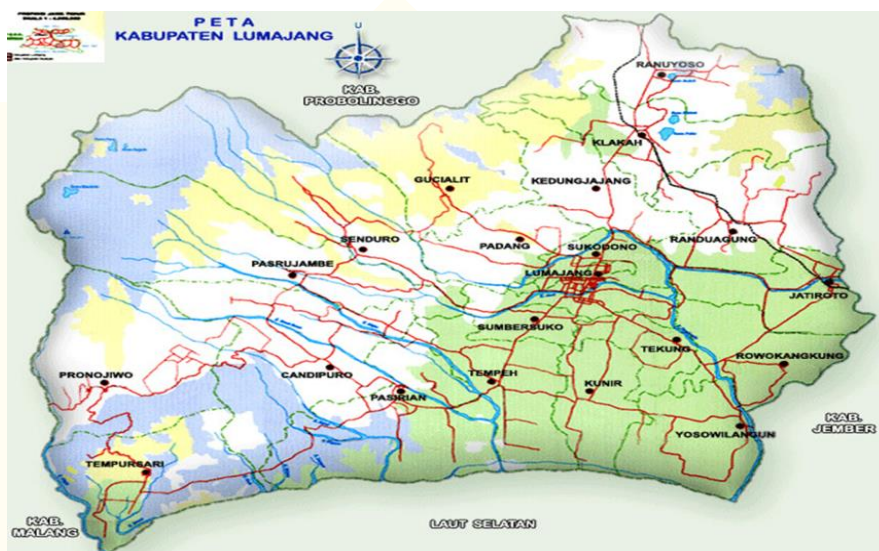 PETA
KABUPATEN LUMAJANG
U
KAB.
PROBOLINGGO
RANUYOSO
KLAKAH
GUCIALIT
KEDUNGJAJANG
SENDURO
PADANG
SUKODONO
RANDUAGUNG
PASRUJAMBE
LUMAJANG
JATIROTO
SUMBERSUKO
TEKUNG
ROWOKANGKUNG
PRONOJIWO
CANDIPURO
TEMPEH
KUNIR
PASIRIAN
KAB.
JEMBER
YOSOWILANGUN
TEMPURSARI
KAB.
MALANG
LAUT SELATAN